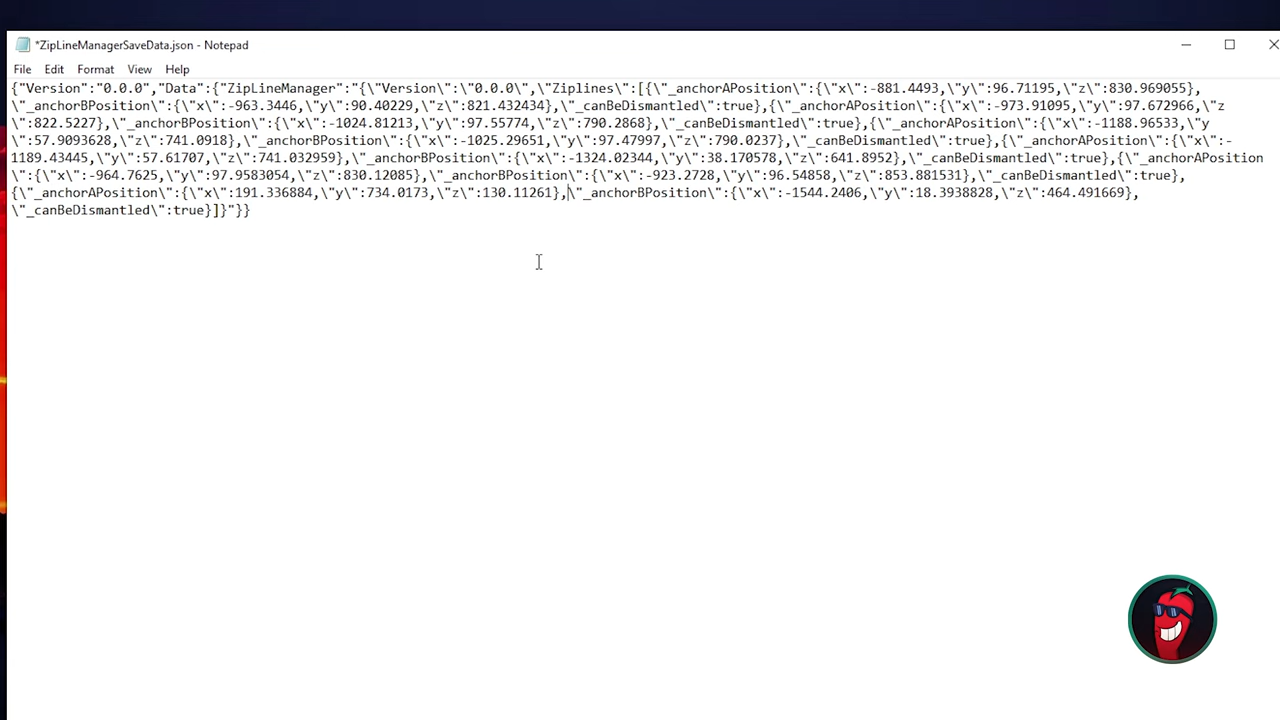 *ZipLineManagerSaveData.json - Notepad
File Edit Format View Help
{"Version":"0.0.0","Data":{"ZipLineManager":"{\"Version\":\"0.0.0\",\"Ziplines\":[{\"_anchorAPosition\":{\"x\":-881.4493,\"y\":96.71195,\"z\":830.969055},
\"_anchorBPosition\":{\"x\":-963.3446,\"y\":90.40229,\"z\":821.432434},\"_canBeDismantled\":true},{\"_anchorAPosition\":{\"x\":-973.91095,\"y\":97.672966,\"z
\":822.5227},\"_anchorBPosition\":{\"x\":-1024.81213,\"y\":97.55774,\"z\":790.2868},\"_canBeDismantled\":true},{\"_anchorAPosition\":{\"x\":-1188.96533,\"y
\":57.9093628,\"z\":741.0918},\"_anchorBPosition\":{\"x\":-1025.29651,\"y\":97.47997,\"z\":790.0237},\"_canBeDismantled\":true},{\"_anchorAPosition\":{\"x\":-
1189.43445,\"y\":57.61707,\"z\":741.032959},\"_anchorBPosition\":{\"x\":-1324.02344,\"y\":38.170578,\"z\":641.8952},\"_canBeDismantled\":true},{\"_anchorAPosition
\":{\"x\":-964.7625,\"y\":97.9583054,\"z\":830.12085},\"_anchorBPosition\":{\"x\":-923.2728,\"y\":96.54858,\"z\":853.881531},\"_canBeDismantled\":true},
{\"_anchorAPosition\":{\"x\":191.336884,\"y\":734.0173,\"z\":130.11261},\"_anchorBPosition\":{\"x\":-1544.2406,\"y\":18.3938828,\"z\":464.491669},
\"_canBeDismantled\":true}]}"}}